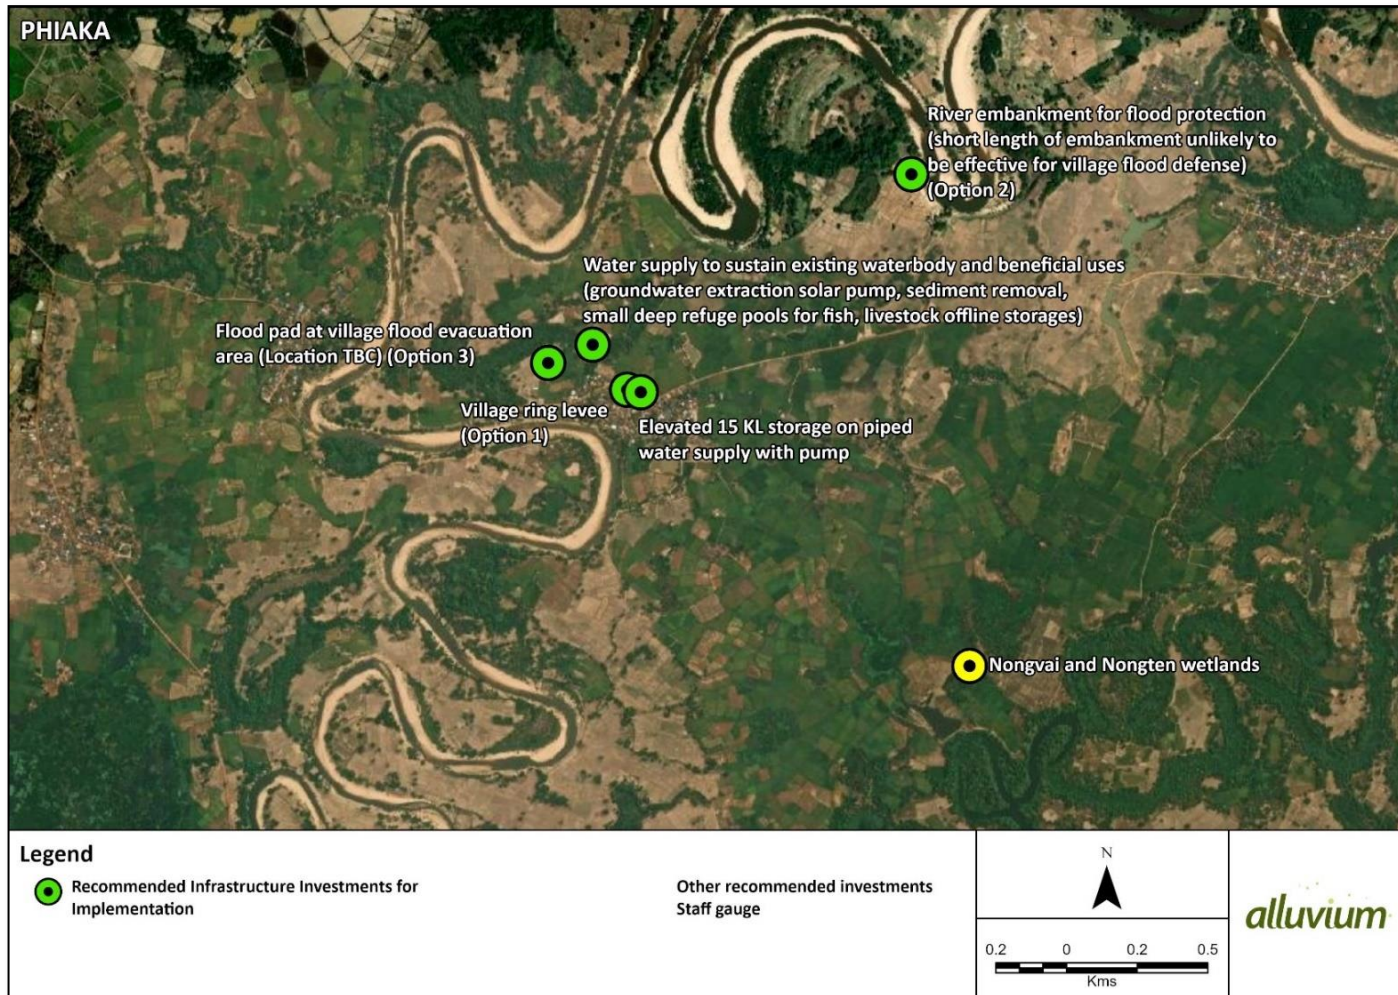 PHIAKA
River embankment for flood protection
(short length of embankment unlikely to
be effective for village flood defense)
(Option 2)
Water supply to sustain existing waterbody and beneficial uses
(groundwater extraction solar pump, sediment removal,
small deep refuge pools for fish, livestock offline storages)
Flood pad at village flood evacuation
area (Location TBC) (Option 3)
Village ring levee
(Option 1)
Elevated 15 KL storage on piped
water supply with pump
Nongvai and Nongten wetlands
Legend
Recommended Infrastructure Investments for
Implementation
Other recommended investments
Staff gauge
N
0.2 0 0.2 0.5
Kms
alluvium